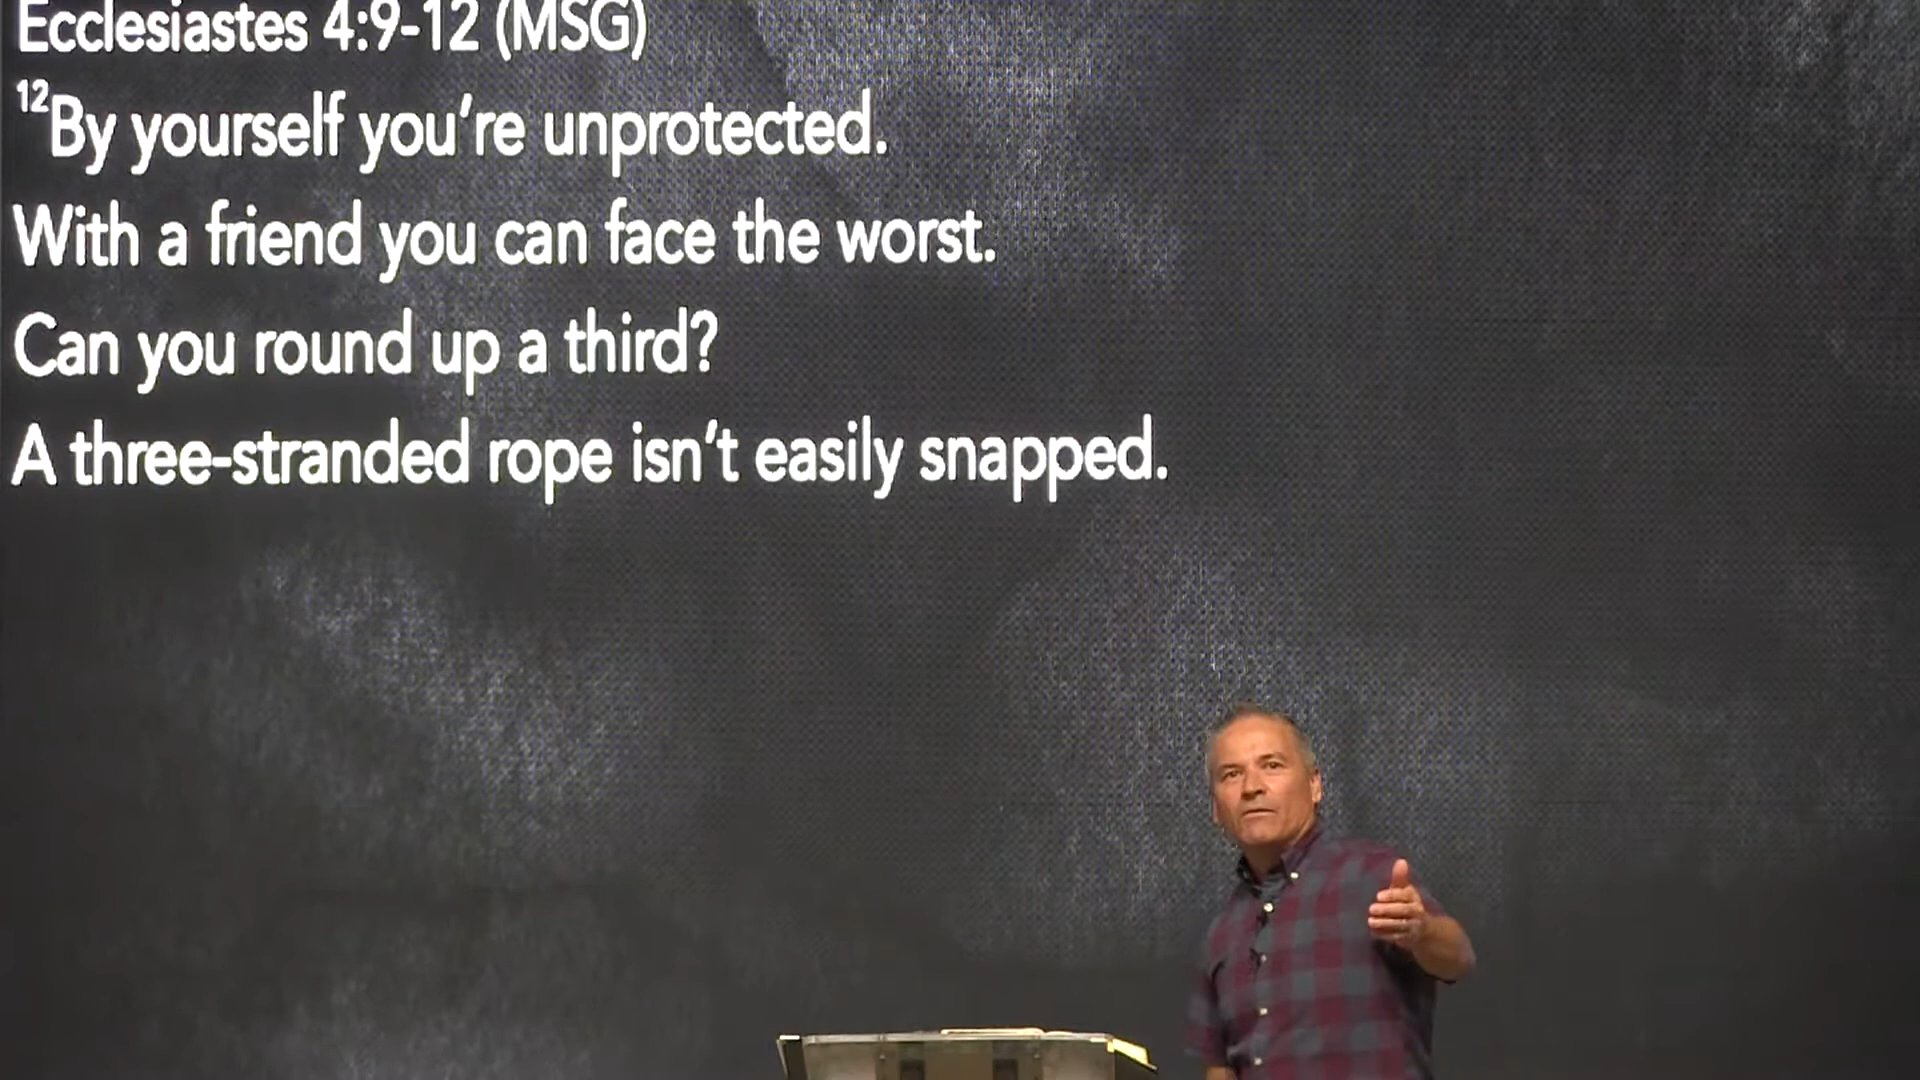 Ecclesiastes 4:9-12 (MSG)
¹²By yourself you’re unprotected.
With a friend you can face the worst.
Can you round up a third?
A three-stranded rope isn’t easily snapped.